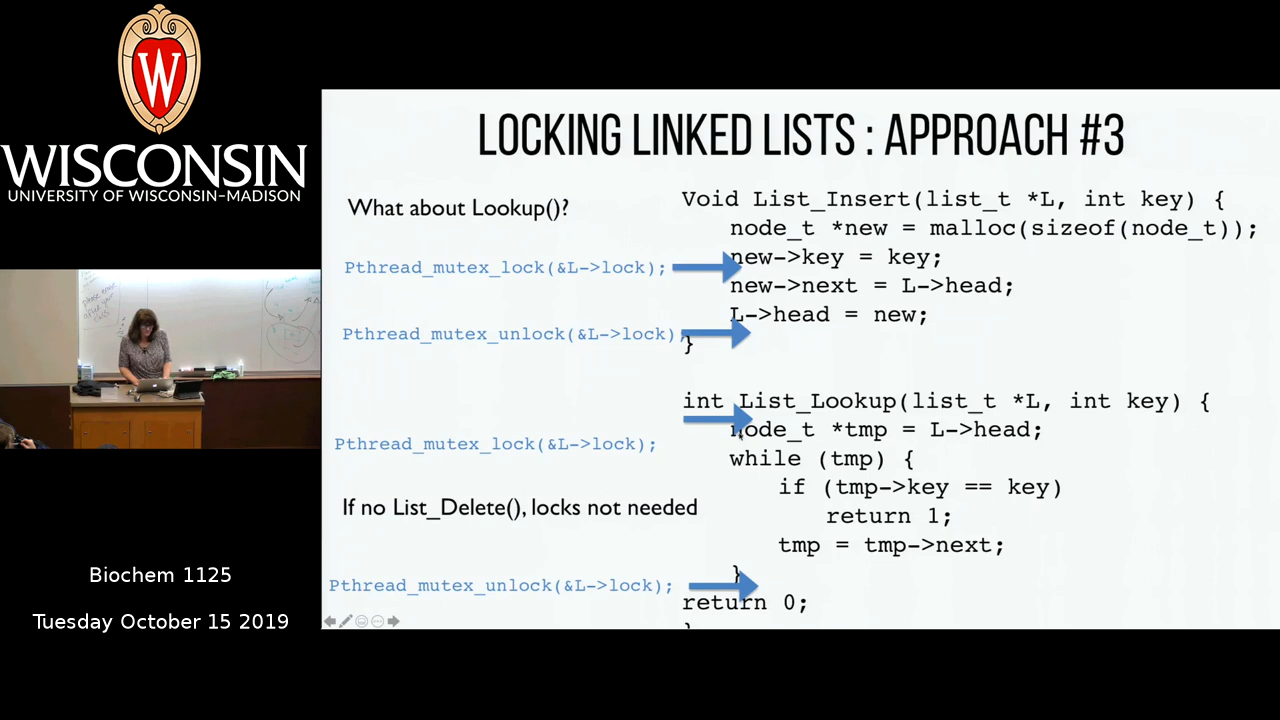 W
WISCONSIN
UNIVERSITY OF WISCONSIN-MADISON
please erase
Biochem 1125
Tuesday October 15 2019
LOCKING LINKED LISTS : APPROACH #3
What about Lookup()?
Pthread_mutex_lock(&L->lock);
Pthread_mutex_unlock(&L->lock);
Pthread_mutex_lock(&L->lock);
If no List_Delete(), locks not needed
Pthread_mutex_unlock(&L->lock);
Void List_Insert(list_t *L, int key) {
node_t *new = malloc(sizeof(node_t));
new->key = key;
new->next = L->head;
L->head = new;
}
int List_Lookup(list_t *L, int key) {
node_t *tmp = L->head;
while (tmp) {
if (tmp->key == key)
return 1;
tmp = tmp->next;
}
return 0;
}